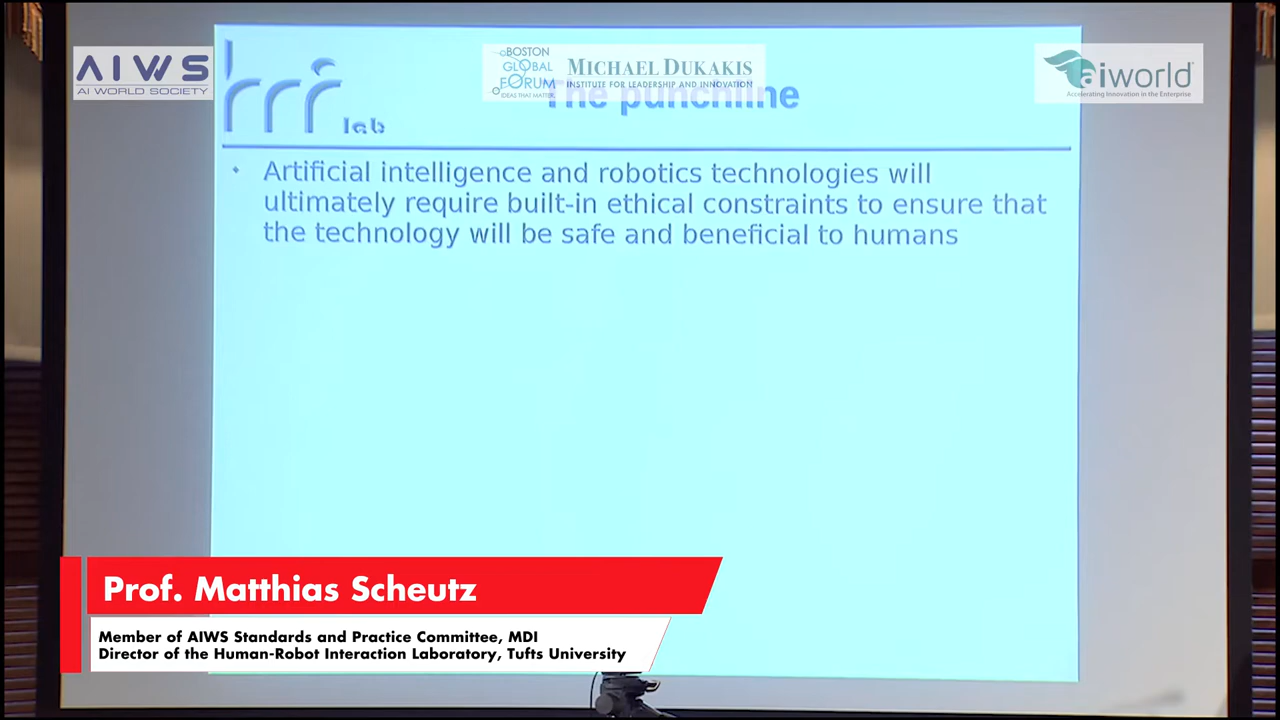 AIWS
AI WORLD SOCIETY
BOSTON
GLOBAL
FORUM
IDEAS THAT MATTER.
MICHAEL DUKAKIS
INSTITUTE FOR LEADERSHIP AND INNOVATION
aiworld
Accelerating Innovation in the Enterprise
hri lab
The punchline
Artificial intelligence and robotics technologies will
ultimately require built-in ethical constraints to ensure that
the technology will be safe and beneficial to humans
Prof. Matthias Scheutz
Member of AIWS Standards and Practice Committee, MDI
Director of the Human-Robot Interaction Laboratory, Tufts University